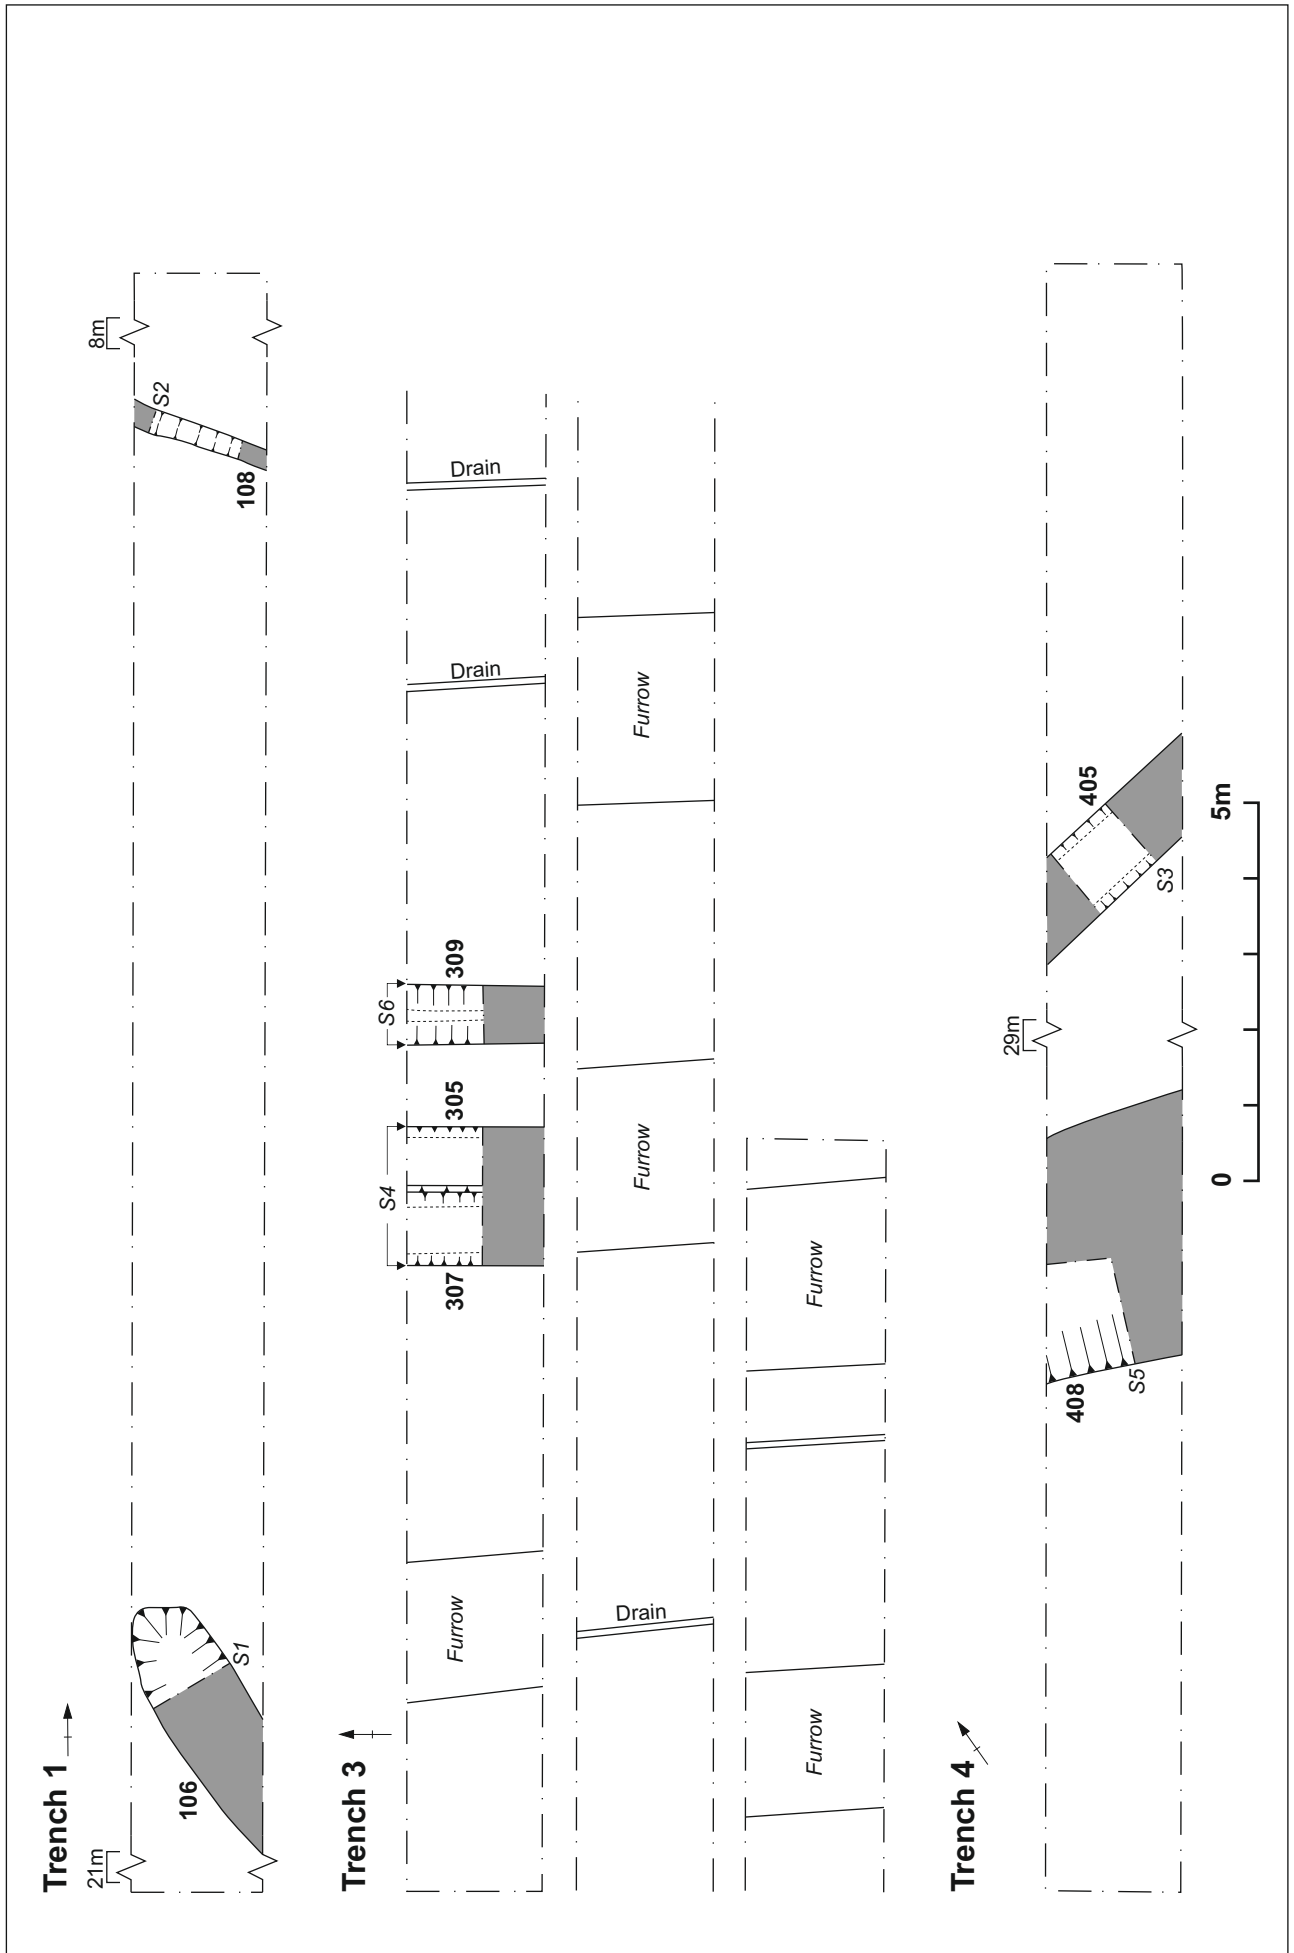 Trench 1
21m
106
S1
108
S2
8m
Trench 3
Furrow
307
S4
305
S6
309
Drain
Drain
Drain
Furrow
Furrow
Furrow
Furrow
Trench 4
408
S5
29m
S3
405
0
5m